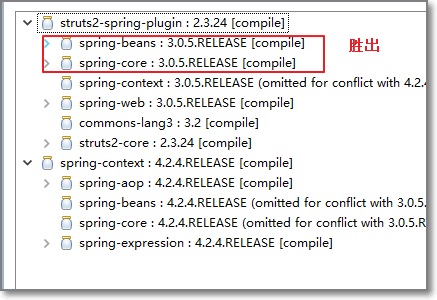 struts2-spring-plugin : 2.3.24 [compile]
spring-beans : 3.0.5.RELEASE [compile]
胜出
spring-core : 3.0.5.RELEASE [compile]
spring-context : 3.0.5.RELEASE (omitted for conflict with 4.2.4
spring-web : 3.0.5.RELEASE [compile]
commons-lang3 : 3.2 [compile]
struts2-core : 2.3.24 [compile]
spring-context : 4.2.4.RELEASE [compile]
spring-aop : 4.2.4.RELEASE [compile]
spring-beans : 4.2.4.RELEASE (omitted for conflict with 3.0.5.
spring-core : 4.2.4.RELEASE (omitted for conflict with 3.0.5.R
spring-expression : 4.2.4.RELEASE [compile]